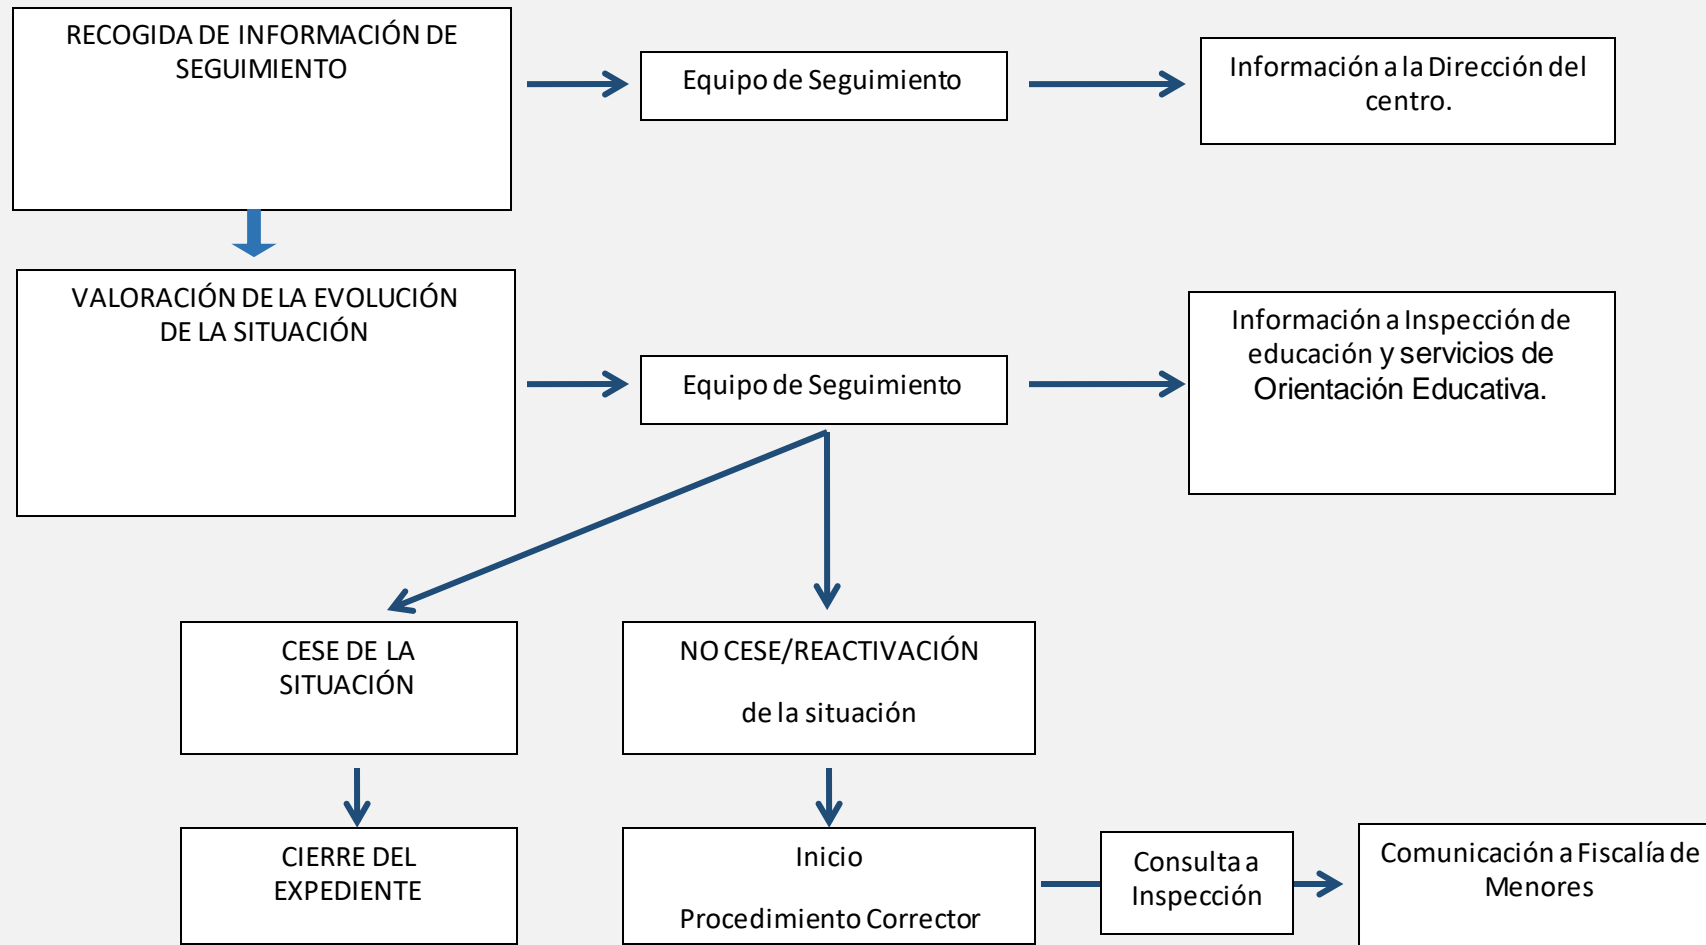 RECOGIDA DE INFORMACIÓN DE
SEGUIMIENTO
Equipo de Seguimiento
Información a la Dirección del
centro.
VALORACIÓN DE LA EVOLUCIÓN
DE LA SITUACIÓN
Equipo de Seguimiento
Información a Inspección de
educación y servicios de
Orientación Educativa.
CESE DE LA
SITUACIÓN
NO CESE/REACTIVACIÓN
de la situación
CIERRE DEL
EXPEDIENTE
Inicio
Procedimiento Corrector
Consulta a
Inspección
Comunicación a Fiscalía de
Menores